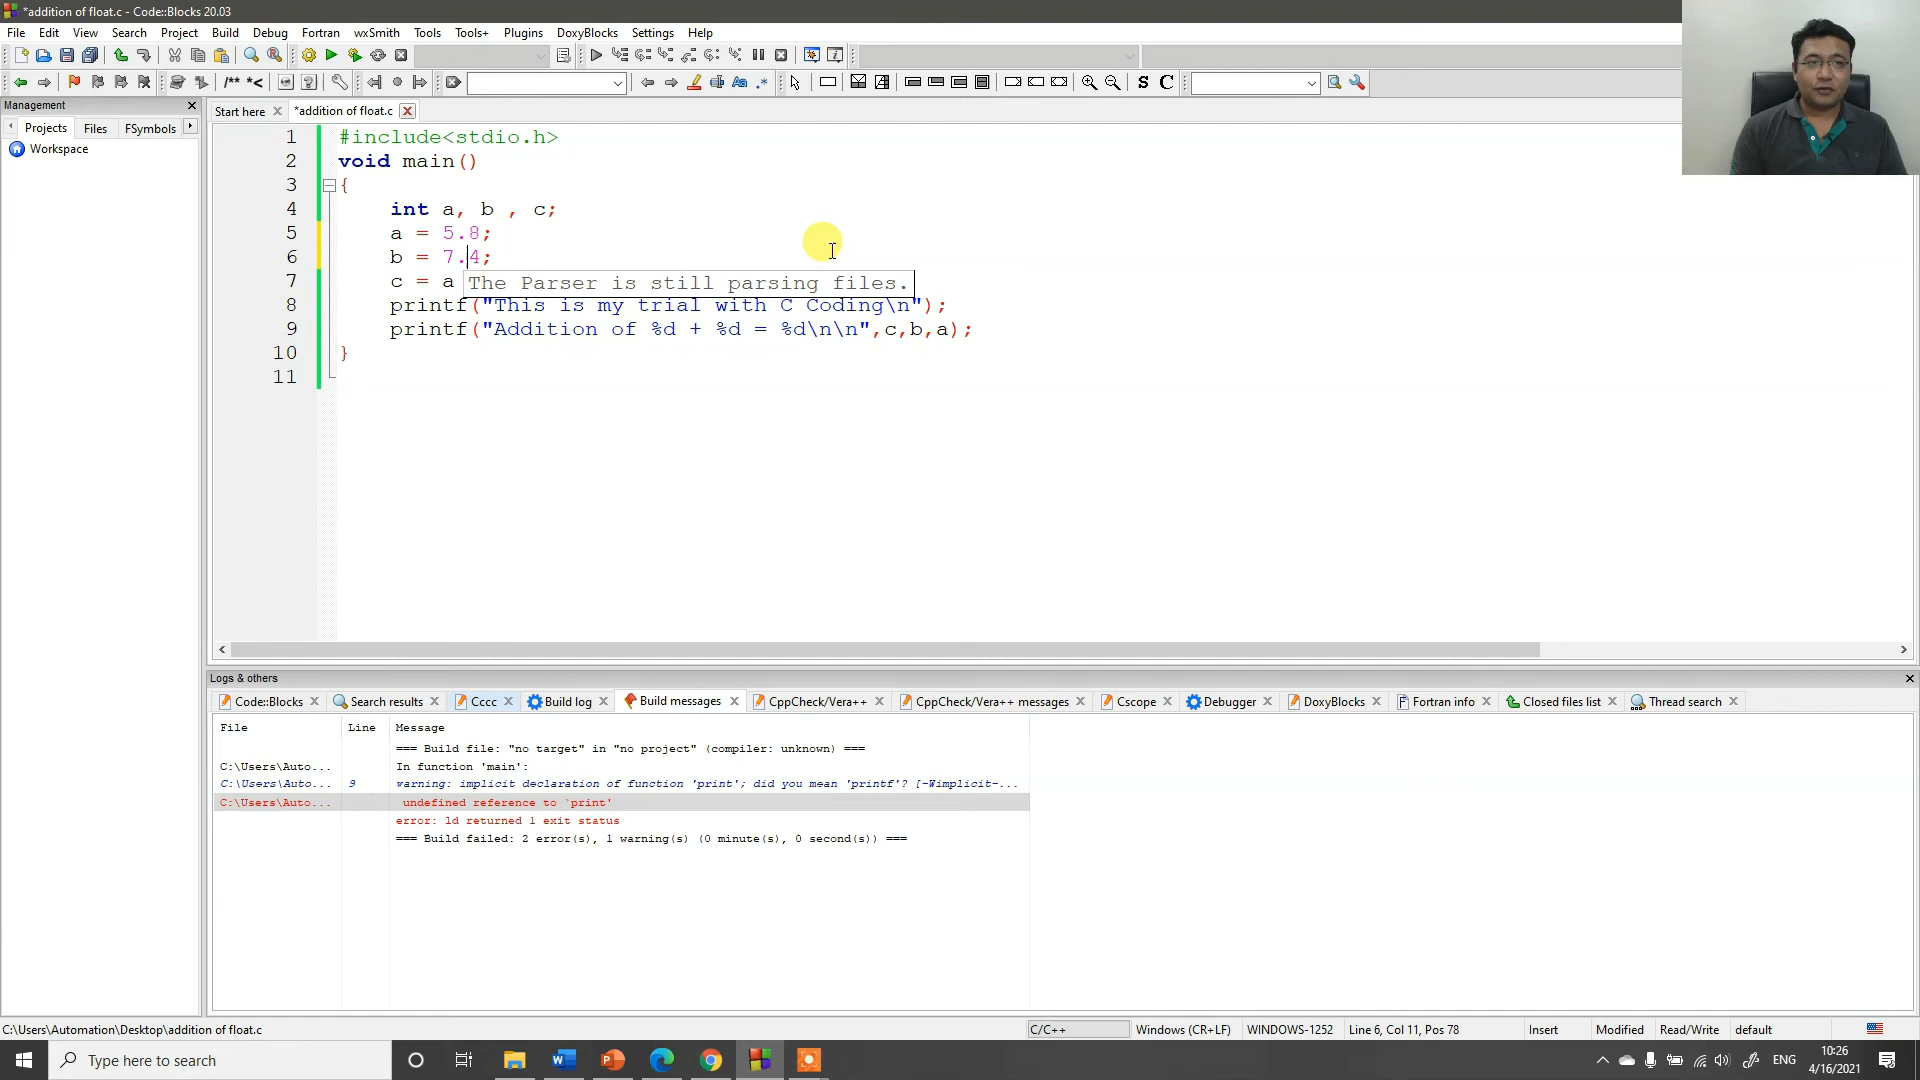 *addition of float.c - Code::Blocks 20.03
File Edit View Search Project Build Debug Fortran wxSmith Tools Tools+ Plugins DoxyBlocks Settings Help
/** *< Aa .* S C
Management
Start here *addition of float.c
Projects Files FSymbols
Workspace
1 #include<stdio.h>
2 void main()
3 {
4 int a, b , c;
5 a = 5.8;
6 b = 7.4;
7 c = a
The Parser is still parsing files.
8 printf("This is my trial with C Coding\n");
9 printf("Addition of %d + %d = %d\n\n",c,b,a);
10 }
11
Logs & others
Code::Blocks Search results Cccc Build log Build messages CppCheck/Vera++ CppCheck/Vera++ messages Cscope Debugger DoxyBlocks Fortran info Closed files list Thread search
File Line Message
=== Build file: "no target" in "no project" (compiler: unknown) ===
C:\Users\Auto... In function 'main':
C:\Users\Auto... 9 warning: implicit declaration of function 'print'; did you mean 'printf'? [-Wimplicit-...
C:\Users\Auto... undefined reference to `print'
error: ld returned 1 exit status
=== Build failed: 2 error(s), 1 warning(s) (0 minute(s), 0 second(s)) ===
C:\Users\Automation\Desktop\addition of float.c C/C++ Windows (CR+LF) WINDOWS-1252 Line 6, Col 11, Pos 78 Insert Modified Read/Write default
Type here to search
ENG
10:26
4/16/2021